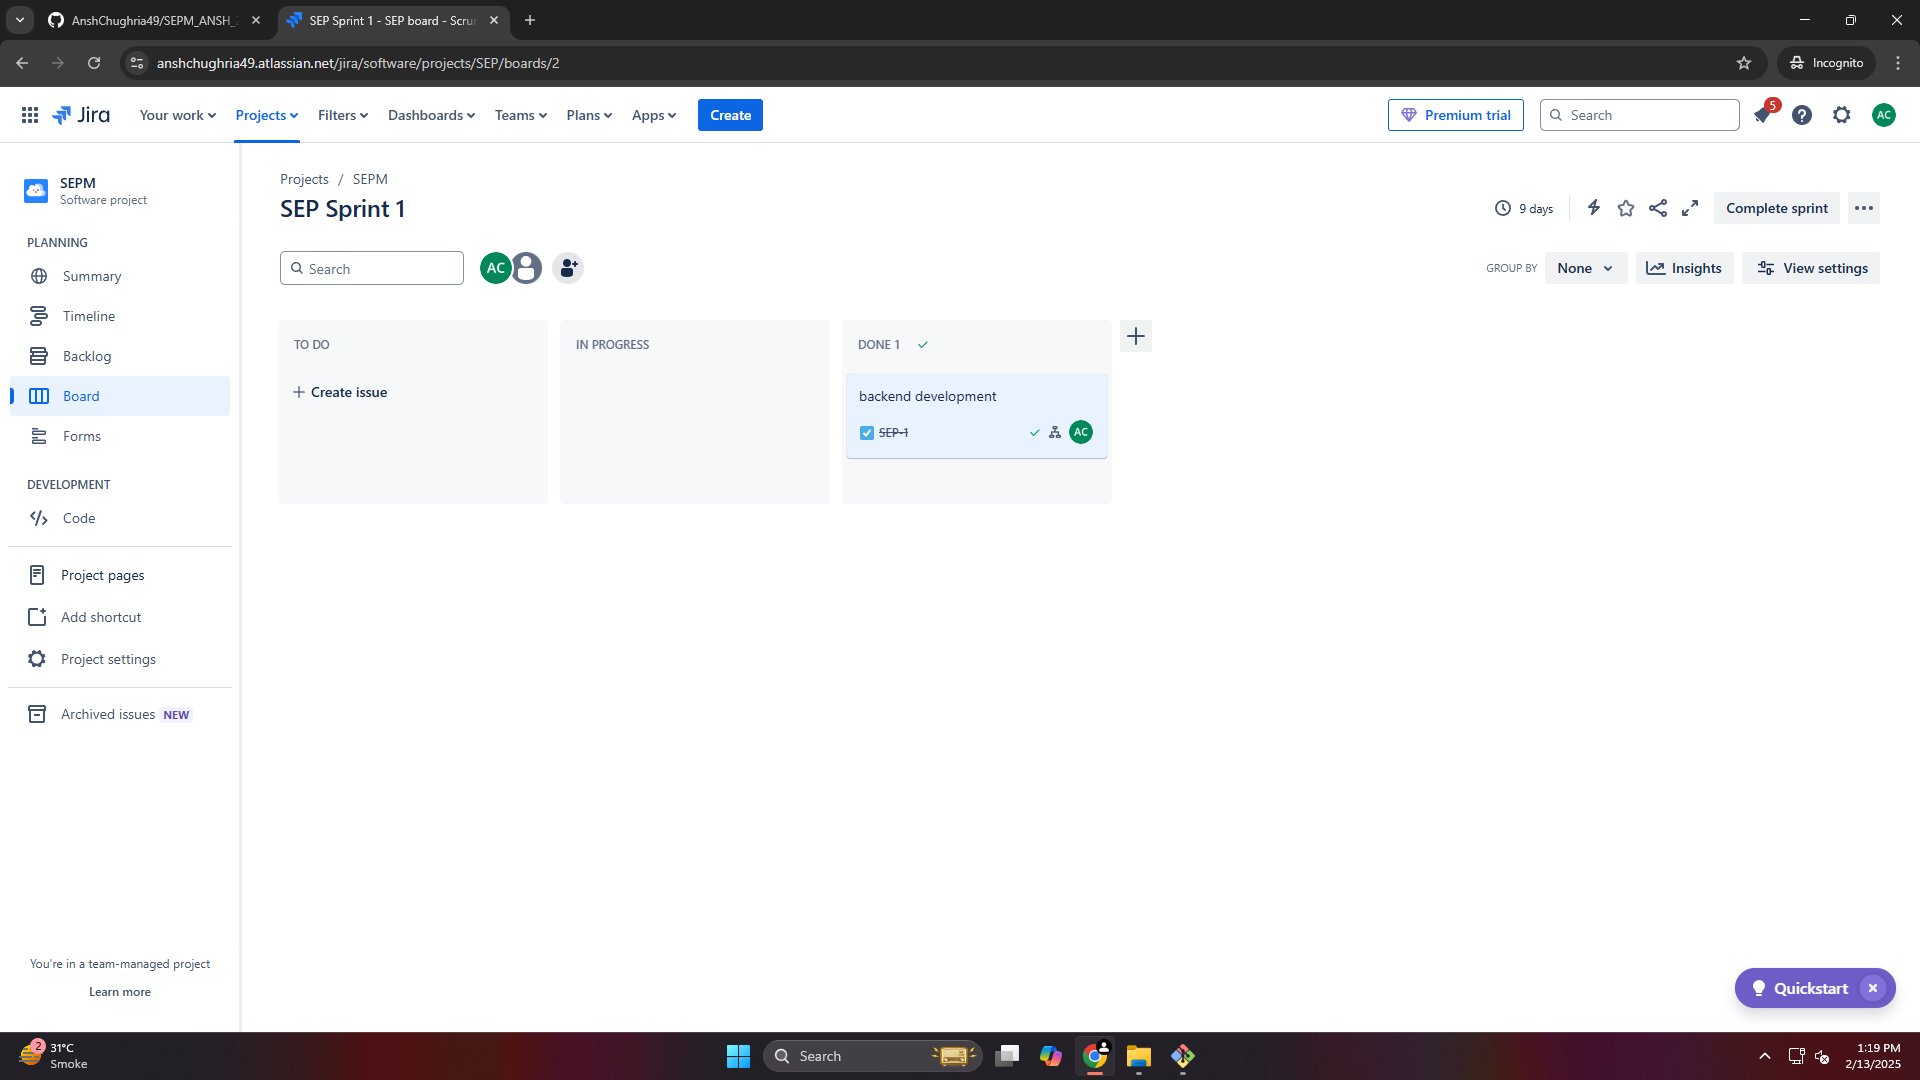 AnshChughria49/SEPM_ANSH_
SEP Sprint 1 - SEP board - Scru
anshchughria49.atlassian.net/jira/software/projects/SEP/boards/2
Incognito
Jira
Your work
Projects
Filters
Dashboards
Teams
Plans
Apps
Create
Premium trial
Search
5
AC
SEPM
Software project
PLANNING
Summary
Timeline
Backlog
Board
Forms
DEVELOPMENT
Code
Project pages
Add shortcut
Project settings
Archived issues NEW
You're in a team-managed project
Learn more
Projects / SEPM
SEP Sprint 1
9 days
Complete sprint
Search
AC
GROUP BY
None
Insights
View settings
TO DO
Create issue
IN PROGRESS
DONE 1
backend development
SEP-1
AC
Quickstart
2
31°C
Smoke
Search
1:19 PM
2/13/2025